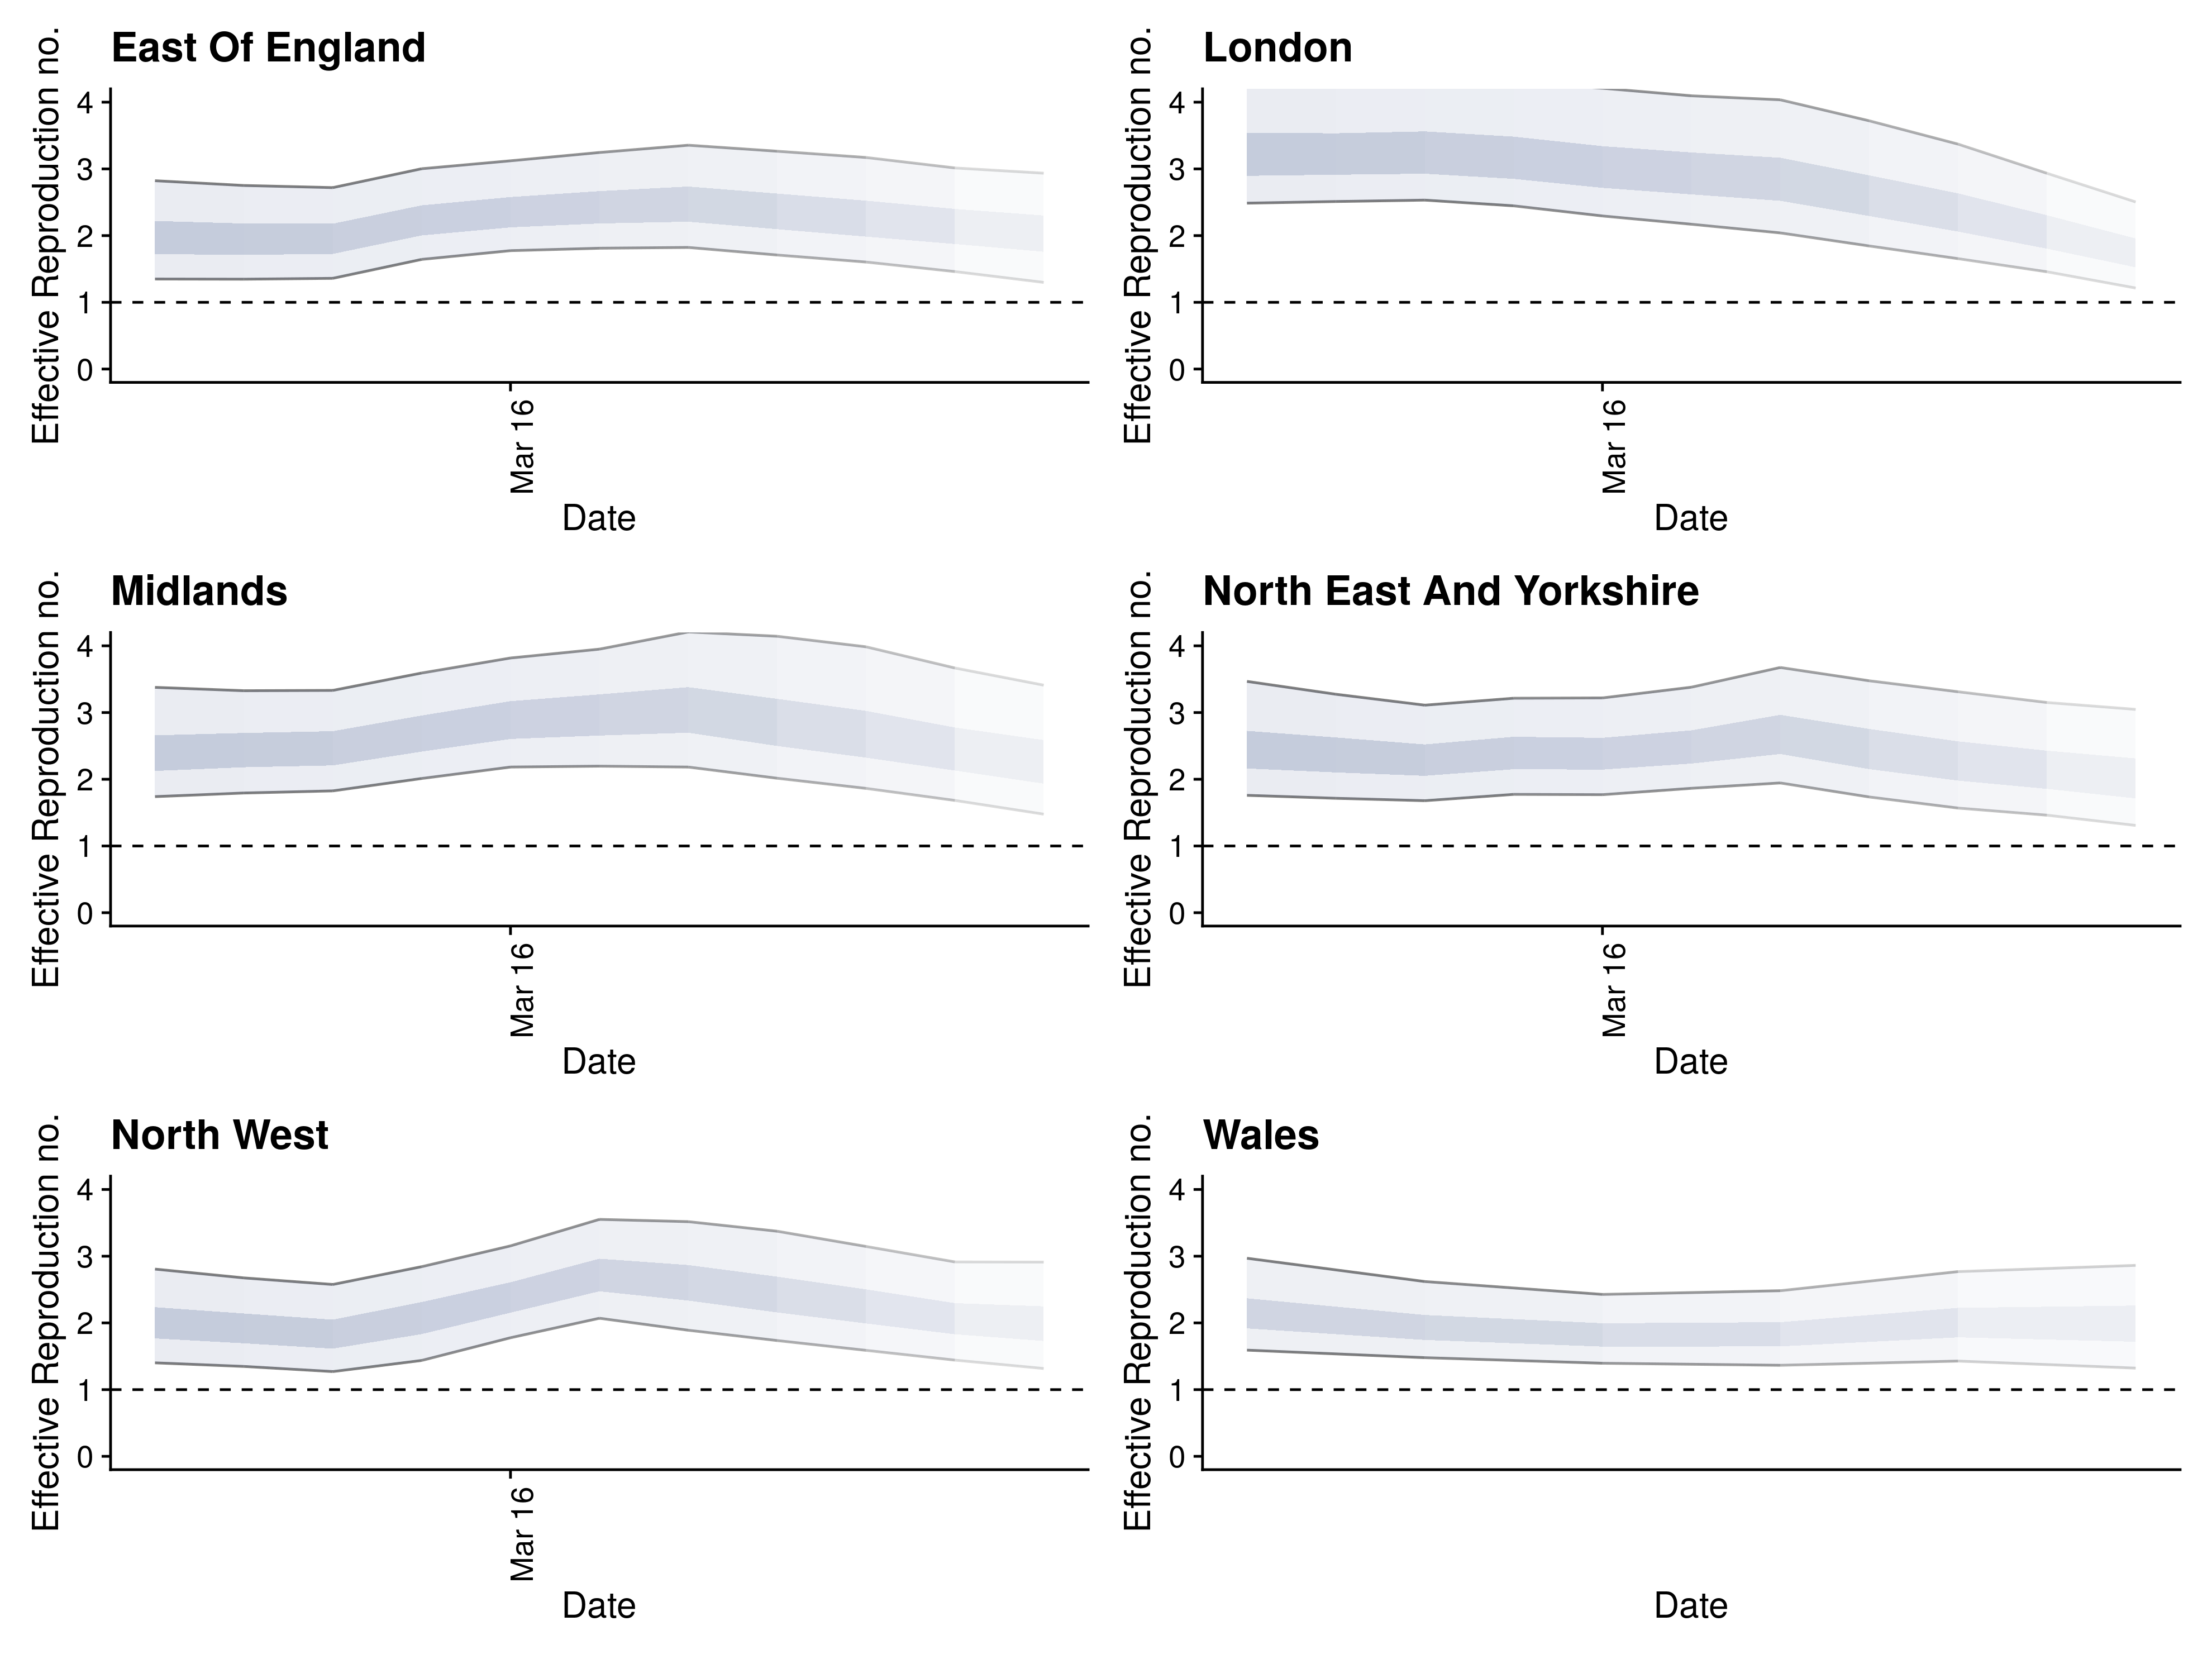 East Of England
Effective Reproduction no.
4
3
2
1
0
Mar 16
Date
London
Effective Reproduction no.
4
3
2
1
0
Mar 16
Date
Midlands
Effective Reproduction no.
4
3
2
1
0
Mar 16
Date
North East And Yorkshire
Effective Reproduction no.
4
3
2
1
0
Mar 16
Date
North West
Effective Reproduction no.
4
3
2
1
0
Mar 16
Date
Wales
Effective Reproduction no.
4
3
2
1
0
Date